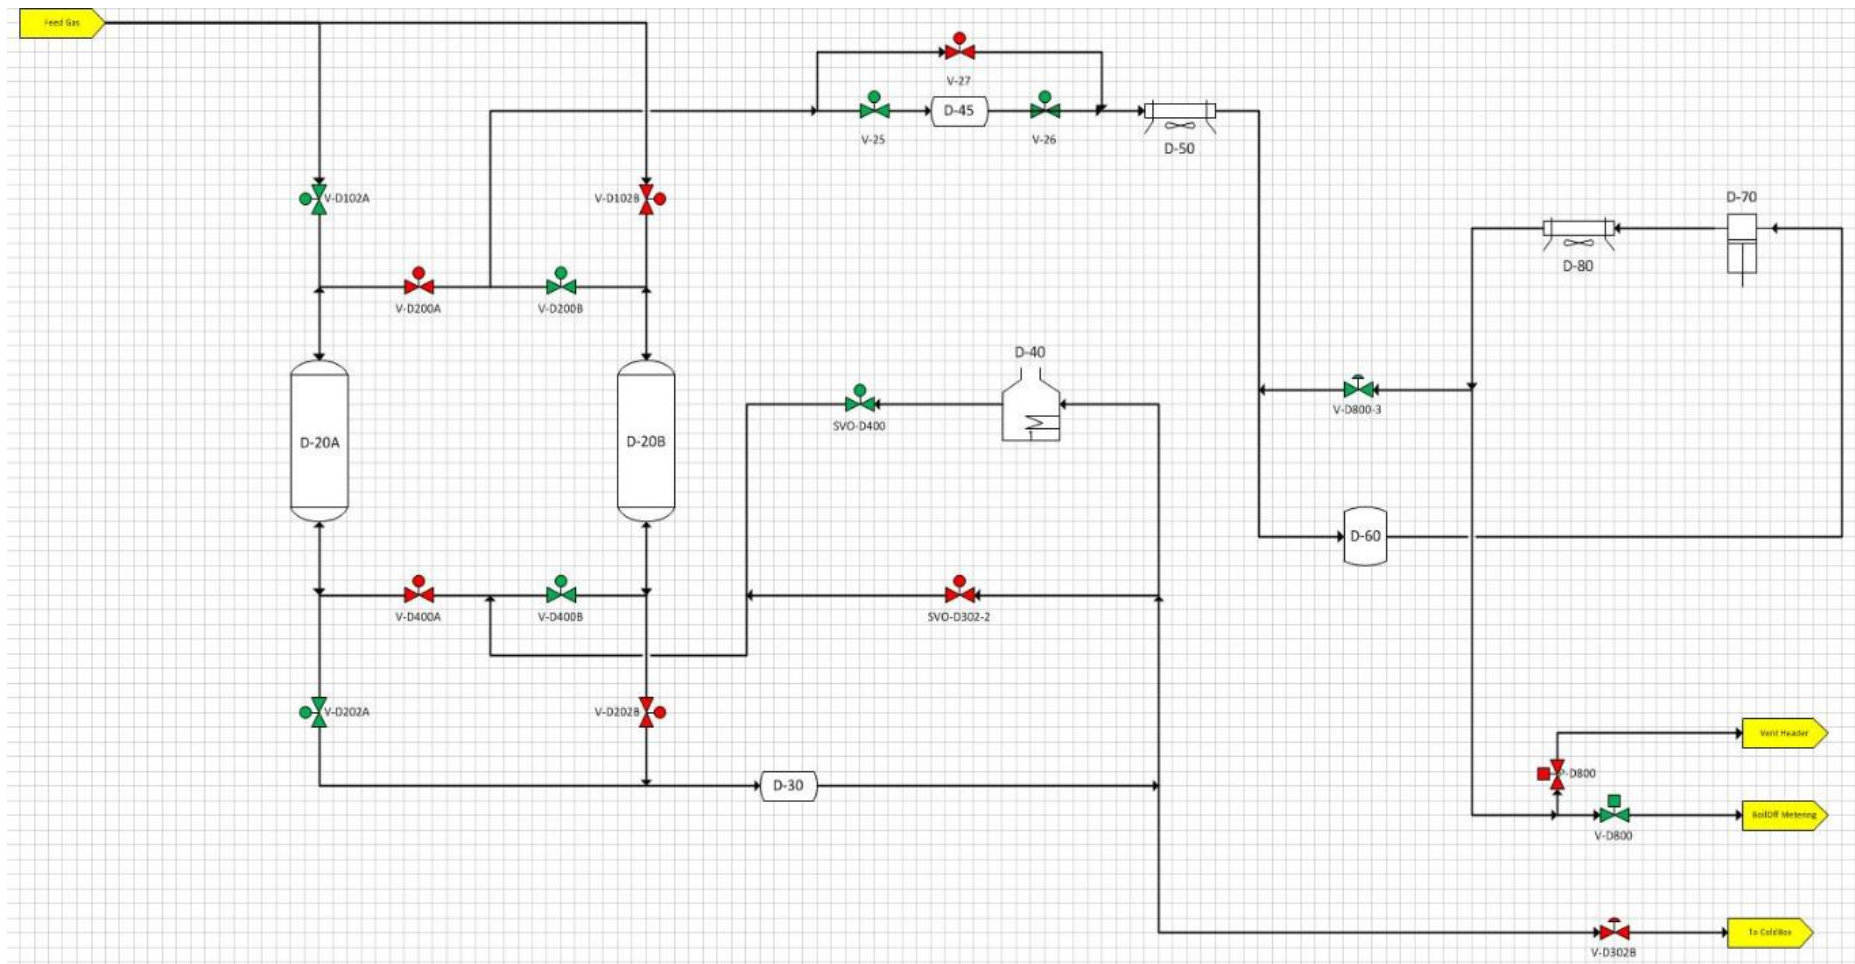 Feed Gas
V-27
D-45
V-25
V-26
D-50
V-D102A
V-D102B
D-70
D-80
V-D200A
V-D200B
D-40
V-D800-3
SVO-D400
D-20A
D-20B
D-60
V-D400A
V-D400B
SVO-D302-2
V-D202A
V-D202B
Vent Header
D-30
-D800
BoilOff Metering
V-D800
To ColdBox
V-D302B